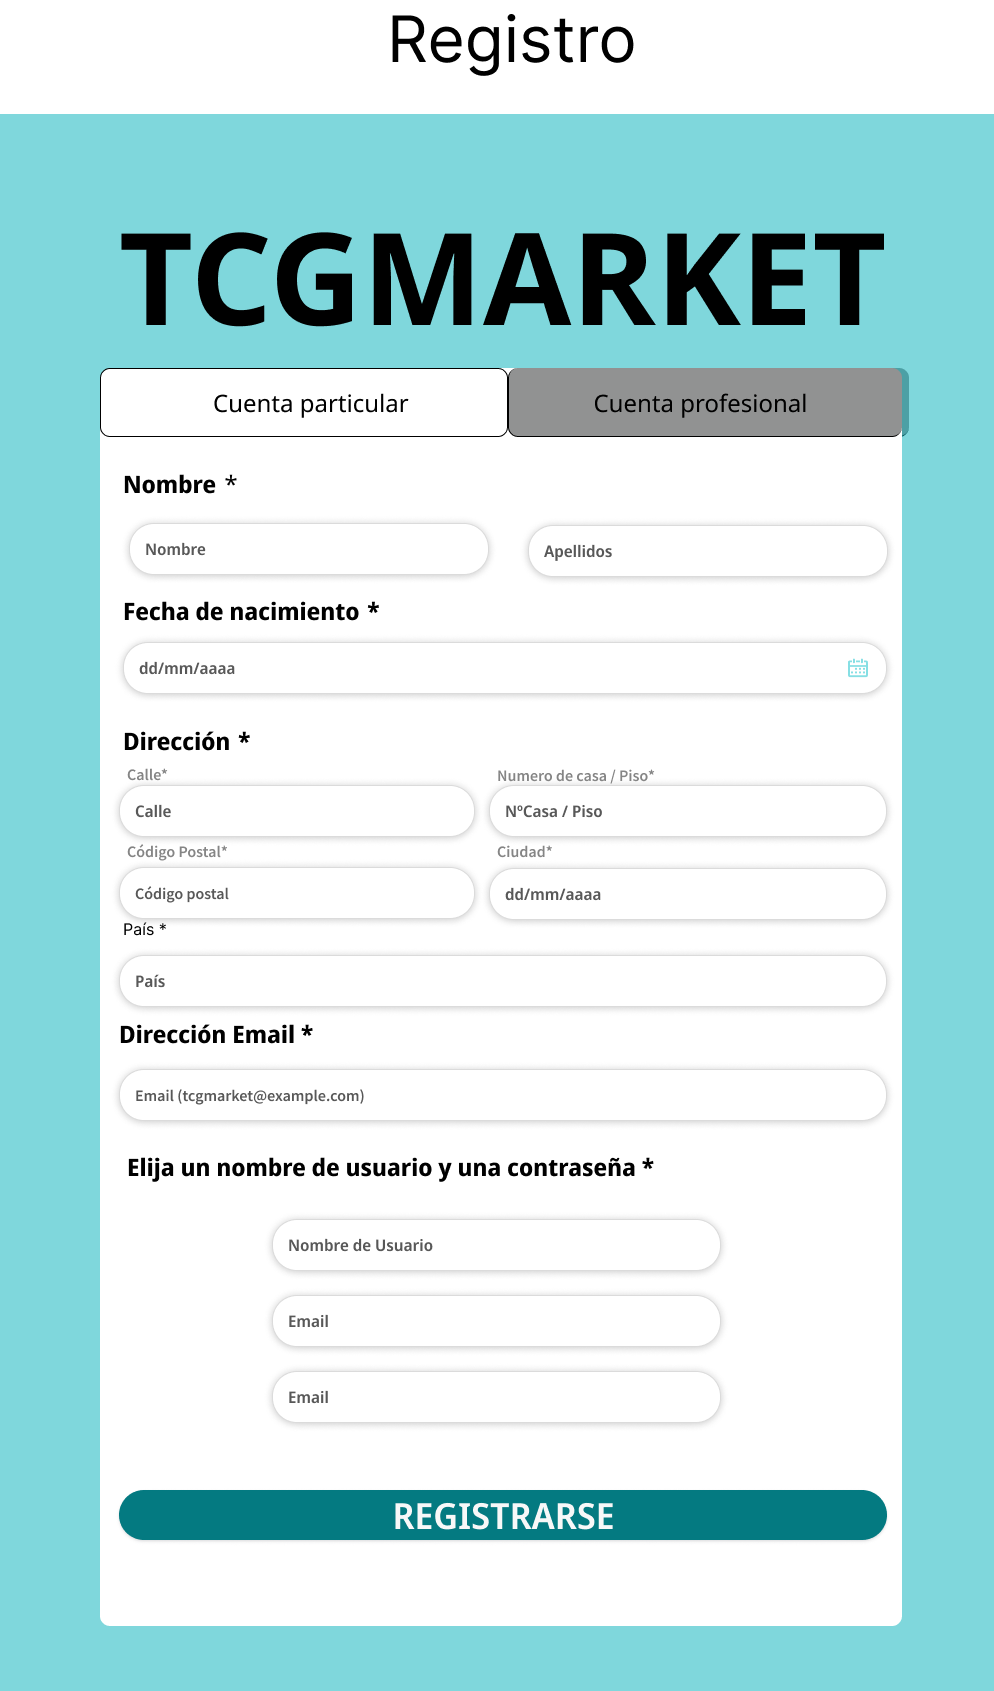 Registro
TCGMARKET
Cuenta particular
Cuenta profesional
Nombre *
Nombre
Apellidos
Fecha de nacimiento *
dd/mm/aaaa
Dirección *
Calle*
Numero de casa / Piso*
Calle
NºCasa / Piso
Código Postal*
Ciudad*
Código postal
dd/mm/aaaa
País *
País
Dirección Email *
Email (tcgmarket@example.com)
Elija un nombre de usuario y una contraseña *
Nombre de Usuario
Email
Email
REGISTRARSE